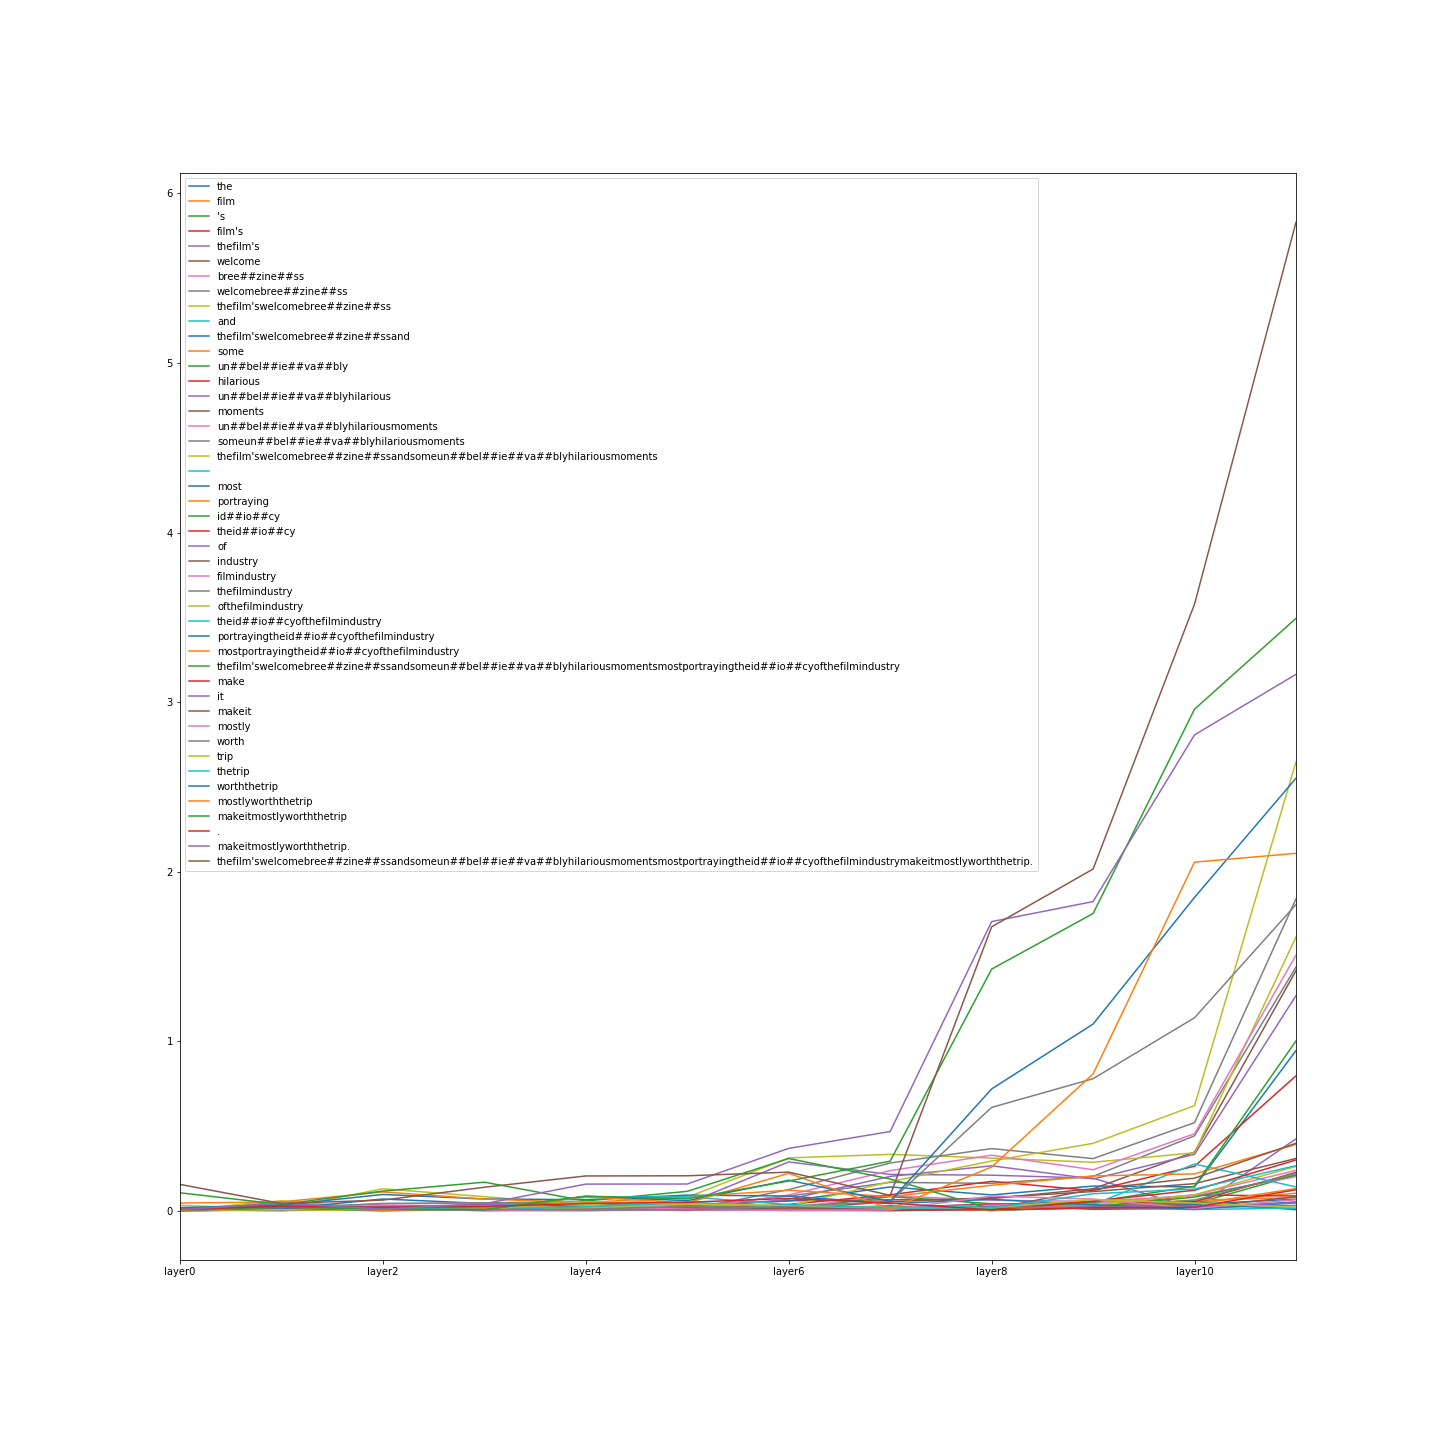 6
5
4
3
2
1
0
the
film
's
film's
thefilm's
welcome
bree##zine##ss
welcomebree##zine##ss
thefilm'swelcomebree##zine##ss
and
thefilm'swelcomebree##zine##ssand
some
un##bel##ie##va##bly
hilarious
un##bel##ie##va##blyhilarious
moments
un##bel##ie##va##blyhilariousmoments
someun##bel##ie##va##blyhilariousmoments
thefilm'swelcomebree##zine##ssandsomeun##bel##ie##va##blyhilariousmoments
most
portraying
id##io##cy
theid##io##cy
of
industry
filmindustry
thefilmindustry
ofthefilmindustry
theid##io##cyofthefilmindustry
portrayingtheid##io##cyofthefilmindustry
mostportrayingtheid##io##cyofthefilmindustry
thefilm'swelcomebree##zine##ssandsomeun##bel##ie##va##blyhilariousmomentsmostportrayingtheid##io##cyofthefilmindustry
make
it
makeit
mostly
worth
trip
thetrip
worththetrip
mostlyworththetrip
makeitmostlyworththetrip
.
makeitmostlyworththetrip.
thefilm'swelcomebree##zine##ssandsomeun##bel##ie##va##blyhilariousmomentsmostportrayingtheid##io##cyofthefilmindustrymakeitmostlyworththetrip.
layer0 layer2 layer4 layer6 layer8 layer10